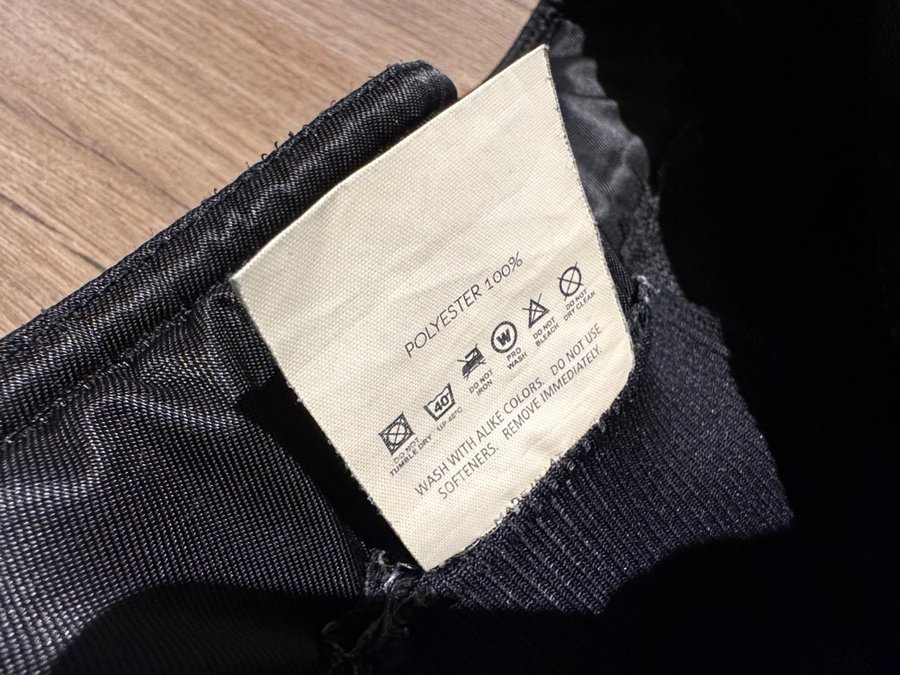 POLYESTER 100%
40°
W
DO NOT
TUMBLE DRY
UP 40°C
DO NOT
IRON
PRO
WASH
DO NOT
BLEACH
DO NOT
DRY CLEAN
WASH WITH ALIKE COLORS. DO NOT USE
SOFTENERS. REMOVE IMMEDIATELY.